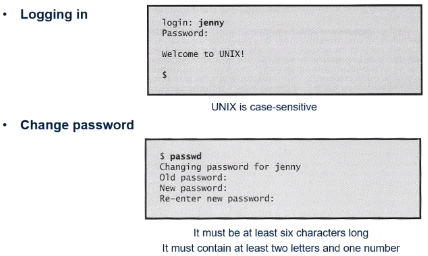 • Logging in
login: jenny
Password:
Welcome to UNIX!
$
UNIX is case-sensitive
• Change password
$ passwd
Changing password for jenny
Old password:
New password:
Re-enter new password:
It must be at least six characters long
It must contain at least two letters and one number